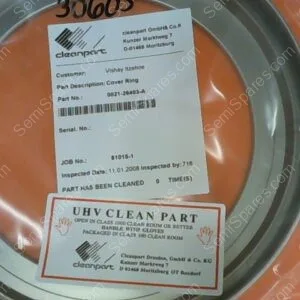 30603
cleanpart GmbH& Co.K
Kunzer Marktweg 7
D-01468 Moritzburg
cleanpart
Customer: Vishay Itzehoe
Part Description: Cover Ring
Part No.: 0021-26463-A
Serial No.:
JOB No.: 81015-1
Inspected Date: 11.01.2008 Inspected by: 716
PART HAS BEEN CLEANED 0 TIME(S)
UHV CLEAN PART
OPEN IN CLASS 1000 CLEAN ROOM OR BETTER
HANDLE WITH GLOVES
PACKAGED IN CLASS 100 CLEAN ROOM
Cleanpart Dresden, GmbH & Co. KG
Kunzer Marktweg 7
D 01468 Moritzburg OT Boxdorf
cleanpart
SemiSpares.com